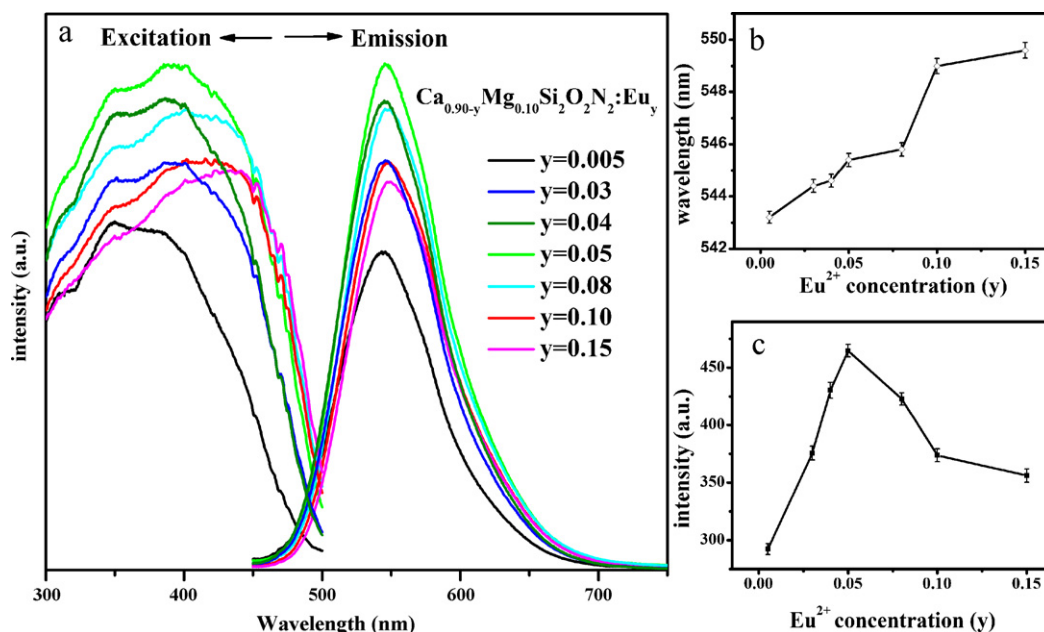 a
Excitation
Emission
Ca0.90-yMg0.10Si2O2N2:Euy
y=0.005
y=0.03
y=0.04
y=0.05
y=0.08
y=0.10
y=0.15
intensity (a.u.)
300 400 500 600 700
Wavelength (nm)
b
550
548
546
544
542
wavelength (nm)
0.00 0.05 0.10 0.15
Eu2+ concentration (y)
c
450
400
350
300
intensity (a.u.)
0.00 0.05 0.10 0.15
Eu2+ concentration (y)